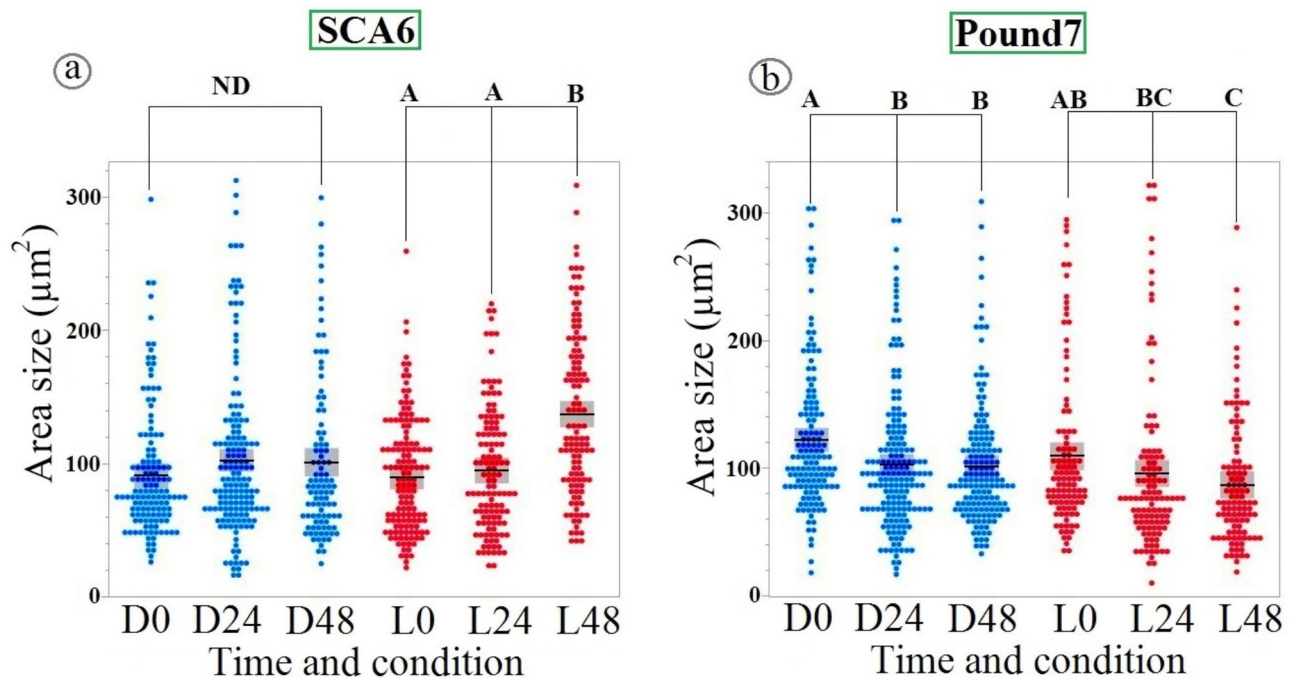 SCA6
Pound7
a
ND
A
A
B
b
A
B
B
AB
BC
C
Area size (μm²)
300
200
100
0
D0 D24 D48 L0 L24 L48
Time and condition
Area size (μm²)
300
200
100
0
D0 D24 D48 L0 L24 L48
Time and condition